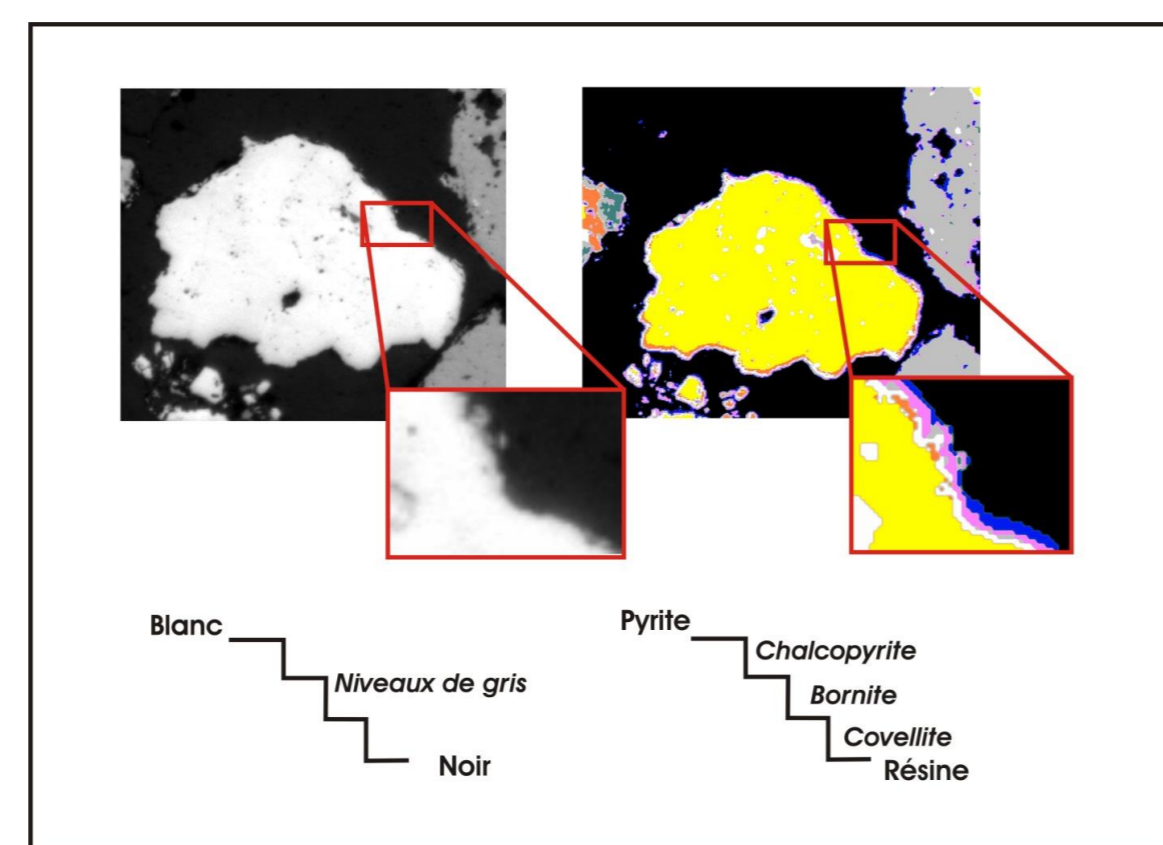 Blanc
Niveaux de gris
Noir
Pyrite
Chalcopyrite
Bornite
Covellite
Résine